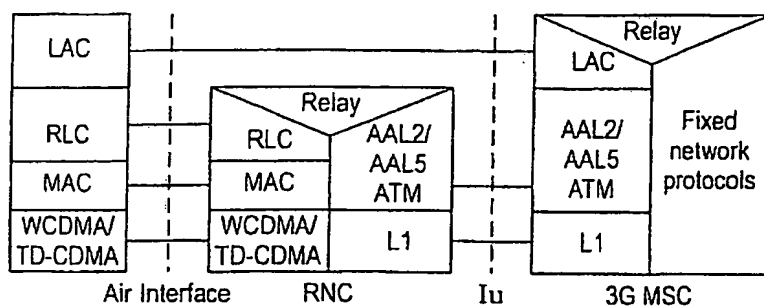 LAC
RLC
MAC
WCDMA/
TD-CDMA
Relay
RLC
MAC
WCDMA/
TD-CDMA
AAL2/
AAL5
ATM
L1
Relay
LAC
AAL2/
AAL5
ATM
L1
Fixed
network
protocols
Air Interface
RNC
Iu
3G MSC